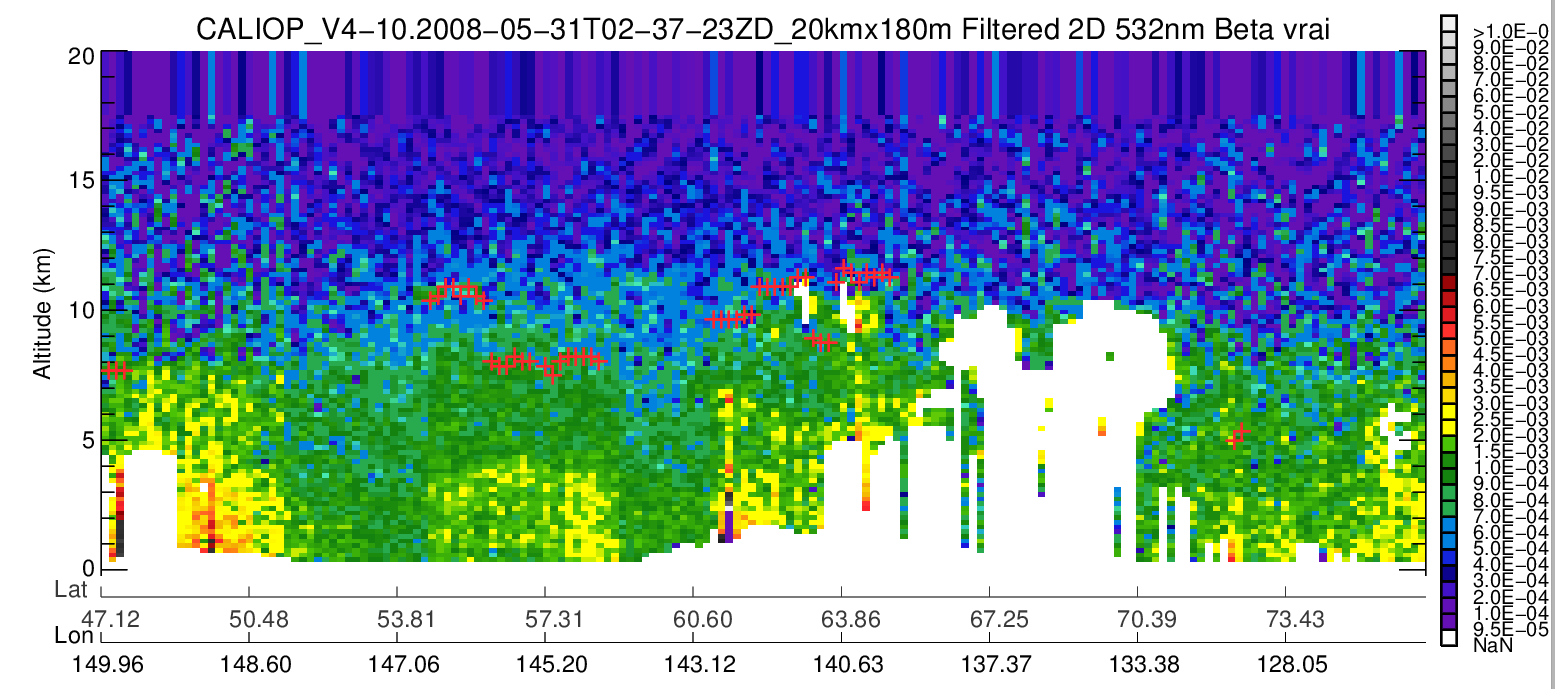 CALIOP_V4−10.2008−05−31T02−37−23ZD_20kmx180m Filtered 2D 532nm Beta vrai
20
15
10
5
0
Altitude (km)
Lat
47.12 50.48 53.81 57.31 60.60 63.86 67.25 70.39 73.43
Lon
149.96 148.60 147.06 145.20 143.12 140.63 137.37 133.38 128.05
>1.0E−0
9.0E−02
8.0E−02
7.0E−02
6.0E−02
5.0E−02
4.0E−02
3.0E−02
2.0E−02
1.0E−02
9.5E−03
9.0E−03
8.5E−03
8.0E−03
7.5E−03
7.0E−03
6.5E−03
6.0E−03
5.5E−03
5.0E−03
4.5E−03
4.0E−03
3.5E−03
3.0E−03
2.5E−03
2.0E−03
1.5E−03
1.0E−03
9.0E−04
8.0E−04
7.0E−04
6.0E−04
5.0E−04
4.0E−04
3.0E−04
2.0E−04
1.0E−04
9.5E−05
NaN